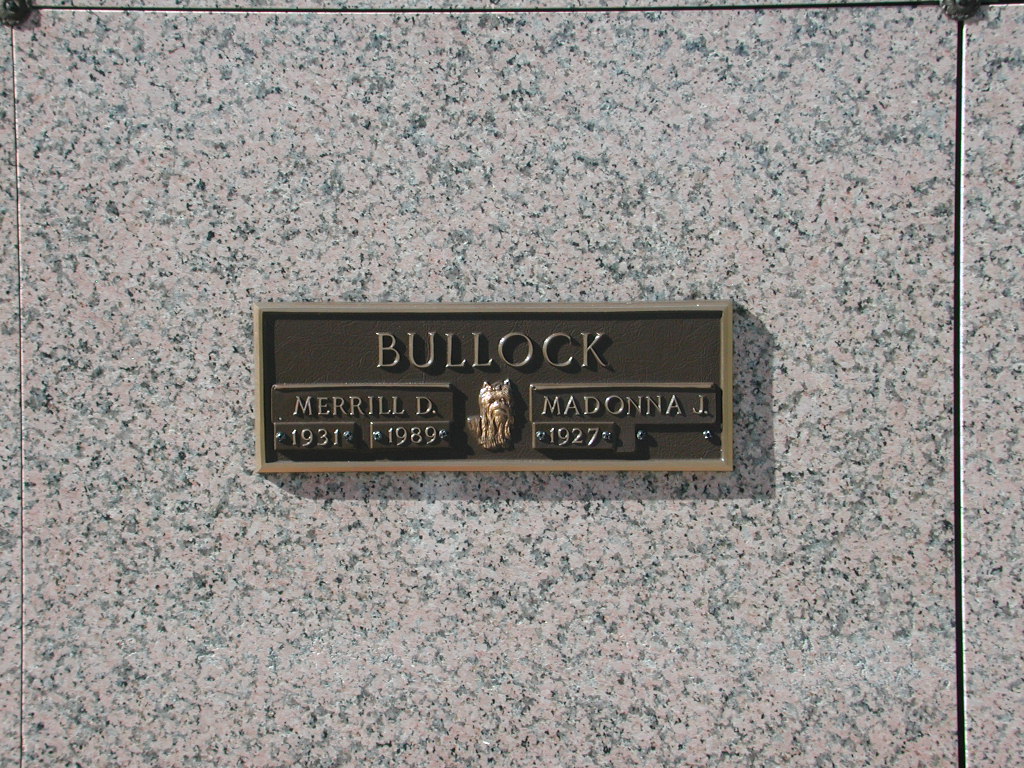 BULLOCK
MERRILL D.
1931 1989
MADONNA J.
1927